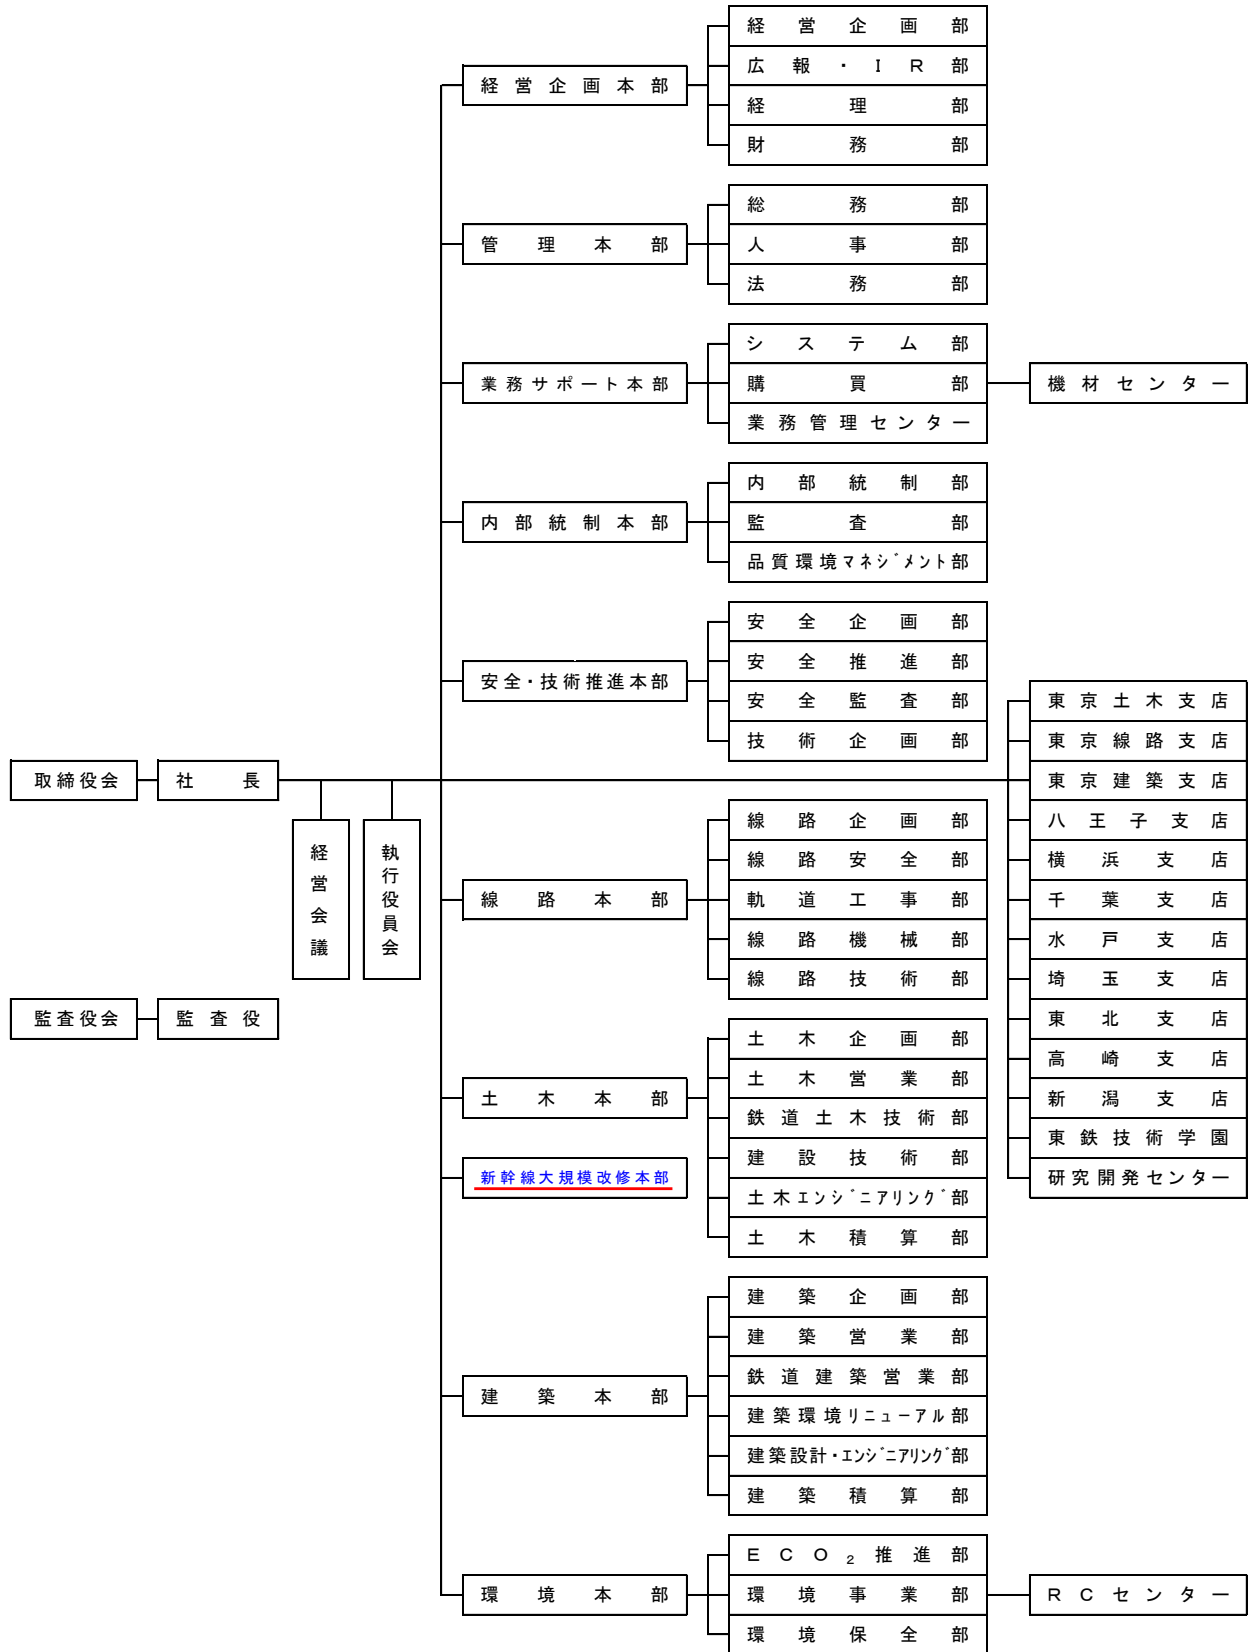 取締役会
社長
経営会議
執行役員会
監査役会
監査役
経営企画本部
経営企画部
広報・IR部
経理部
財務部
管理本部
総務部
人事部
法務部
業務サポート本部
システム部
購買部
機材センター
業務管理センター
内部統制本部
内部統制部
監査部
品質環境マネジメント部
安全・技術推進本部
安全企画部
安全推進部
安全監査部
技術企画部
線路本部
線路企画部
線路安全部
軌道工事部
線路機械部
線路技術部
土木本部
土木企画部
土木営業部
鉄道土木技術部
建設技術部
土木エンジニアリング部
土木積算部
新幹線大規模改修本部
建築本部
建築企画部
建築営業部
鉄道建築営業部
建築環境リニューアル部
建築設計・エンジニアリング部
建築積算部
環境本部
ECO₂推進部
環境事業部
RCセンター
環境保全部
東京土木支店
東京線路支店
東京建築支店
八王子支店
横浜支店
千葉支店
水戸支店
埼玉支店
東北支店
高崎支店
新潟支店
東鉄技術学園
研究開発センター